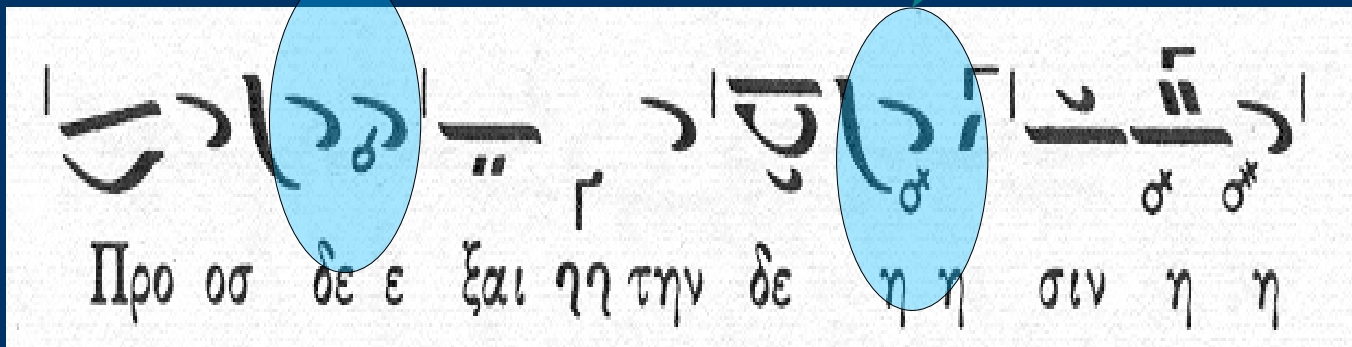 Προ οσ δε ε ξαι ηη την δε η η σιν η η